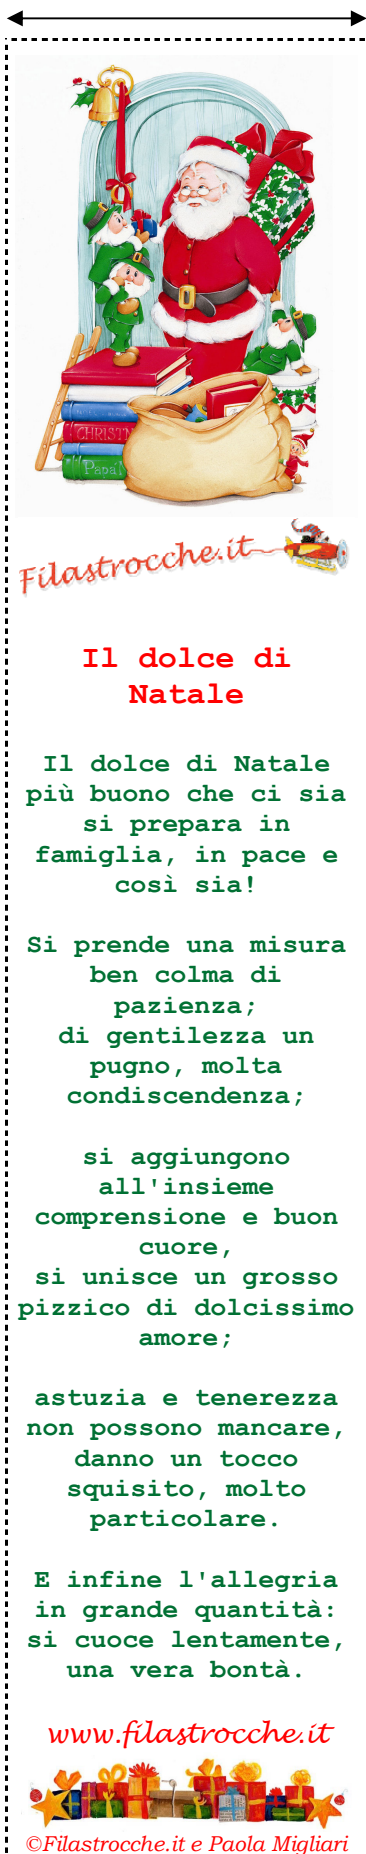 CHRISTM
Papa'
Filastrocche.it
Il dolce di
Natale
Il dolce di Natale
più buono che ci sia
si prepara in
famiglia, in pace e
così sia!
Si prende una misura
ben colma di
pazienza;
di gentilezza un
pugno, molta
condiscendenza;
si aggiungono
all'insieme
comprensione e buon
cuore,
si unisce un grosso
pizzico di dolcissimo
amore;
astuzia e tenerezza
non possono mancare,
danno un tocco
squisito, molto
particolare.
E infine l'allegria
in grande quantità:
si cuoce lentamente,
una vera bontà.
www.filastrocche.it
©Filastrocche.it e Paola Migliari